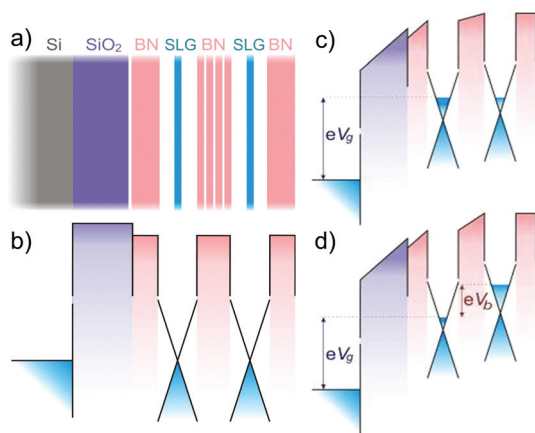 a) Si SiO₂ BN SLG BN SLG BN
b)
c)
eVg
d)
eVb
eVg